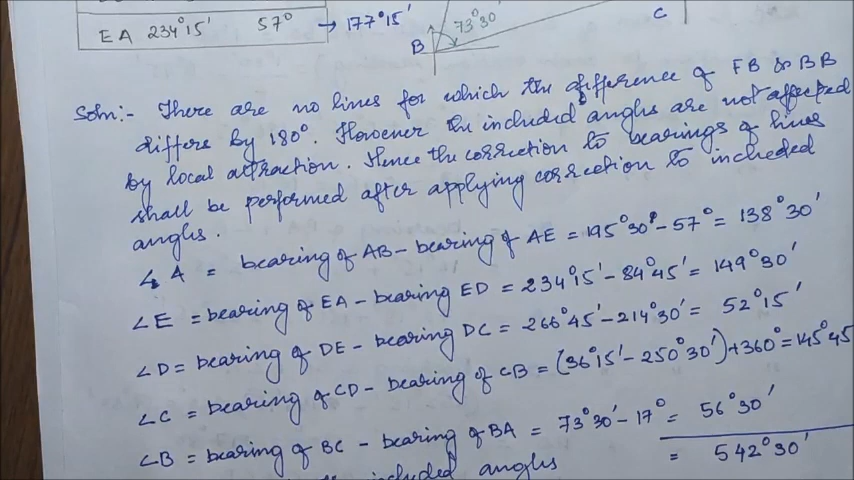 EA 234°15' 57° → 177°15'
B 73°30' C
Soln:- There are no lines for which the difference of FB & BB
differs by 180°. However the included angles are not affected
by local attraction. Hence the correction to bearings of lines
shall be performed after applying correction to included
angles.
∠A = bearing of AB - bearing of AE = 195°30' - 57° = 138°30'
∠E = bearing of EA - bearing ED = 234°15' - 84°45' = 149°30'
∠D = bearing of DE - bearing DC = 266°45' - 214°30' = 52°15'
∠C = bearing of CD - bearing of CB = (36°15' - 250°30') + 360° = 145°45
∠B = bearing of BC - bearing of BA = 73°30' - 17° = 56°30'
= 542°30'
included angles